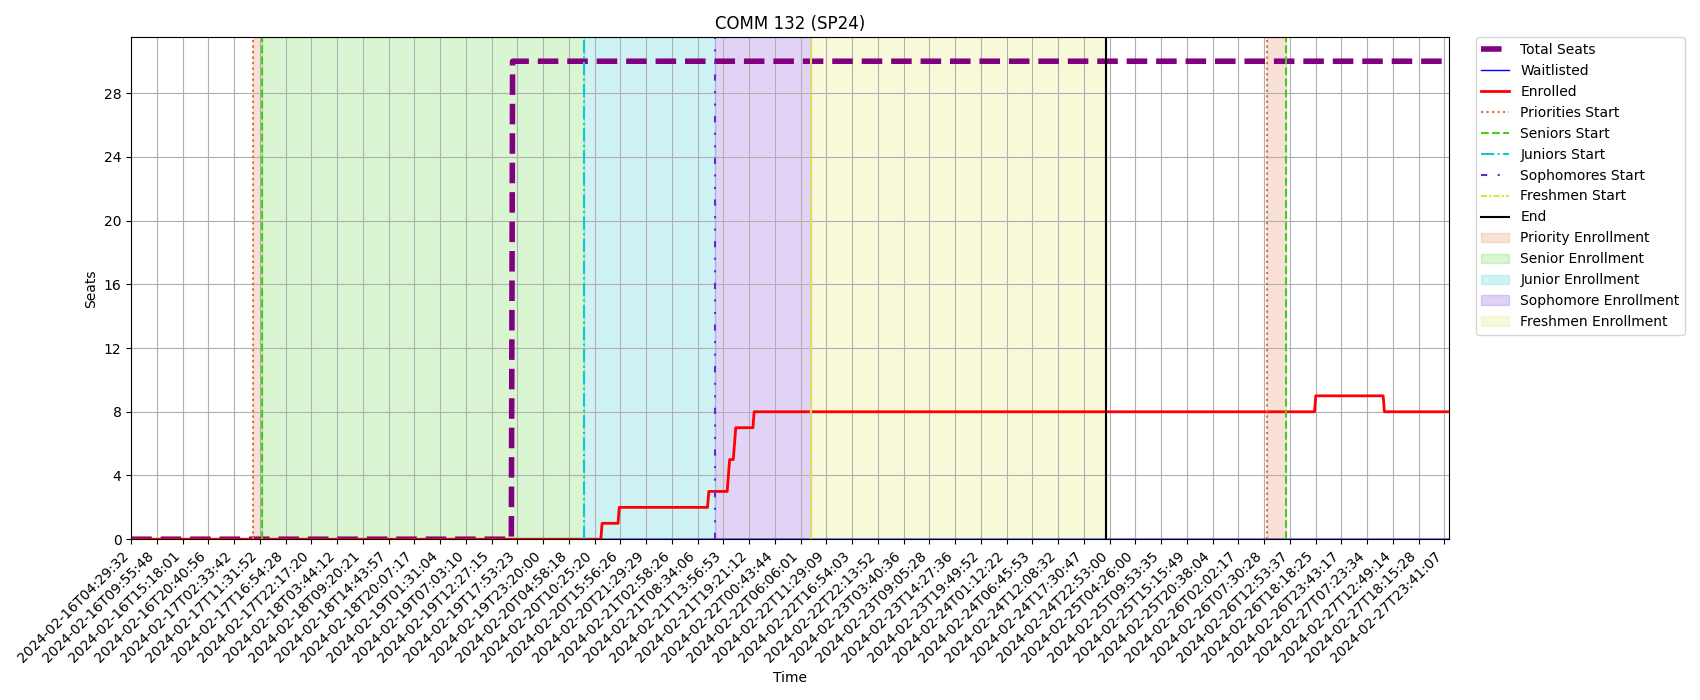 COMM 132 (SP24)
Seats
28
24
20
16
12
8
4
0
2024-02-16T04:29:32
2024-02-16T09:55:48
2024-02-16T15:18:01
2024-02-16T20:40:56
2024-02-17T02:33:42
2024-02-17T11:31:52
2024-02-17T16:54:28
2024-02-17T22:17:20
2024-02-18T03:44:12
2024-02-18T09:20:21
2024-02-18T14:43:57
2024-02-18T20:07:17
2024-02-19T01:31:04
2024-02-19T07:03:10
2024-02-19T12:27:15
2024-02-19T17:53:23
2024-02-19T23:20:00
2024-02-20T04:58:18
2024-02-20T10:25:20
2024-02-20T15:56:26
2024-02-20T21:29:29
2024-02-21T02:58:26
2024-02-21T08:34:06
2024-02-21T13:56:53
2024-02-21T19:21:12
2024-02-22T00:43:44
2024-02-22T06:06:01
2024-02-22T11:29:09
2024-02-22T16:54:03
2024-02-22T22:13:52
2024-02-23T03:40:36
2024-02-23T09:05:28
2024-02-23T14:27:36
2024-02-23T19:49:52
2024-02-24T01:12:22
2024-02-24T06:45:53
2024-02-24T12:08:32
2024-02-24T17:30:47
2024-02-24T22:53:00
2024-02-25T04:26:00
2024-02-25T09:53:35
2024-02-25T15:15:49
2024-02-25T20:38:04
2024-02-26T02:02:17
2024-02-26T07:30:28
2024-02-26T12:53:37
2024-02-26T18:18:25
2024-02-26T23:43:17
2024-02-27T07:23:34
2024-02-27T12:49:14
2024-02-27T18:15:28
2024-02-27T23:41:07
Time
Total Seats
Waitlisted
Enrolled
Priorities Start
Seniors Start
Juniors Start
Sophomores Start
Freshmen Start
End
Priority Enrollment
Senior Enrollment
Junior Enrollment
Sophomore Enrollment
Freshmen Enrollment